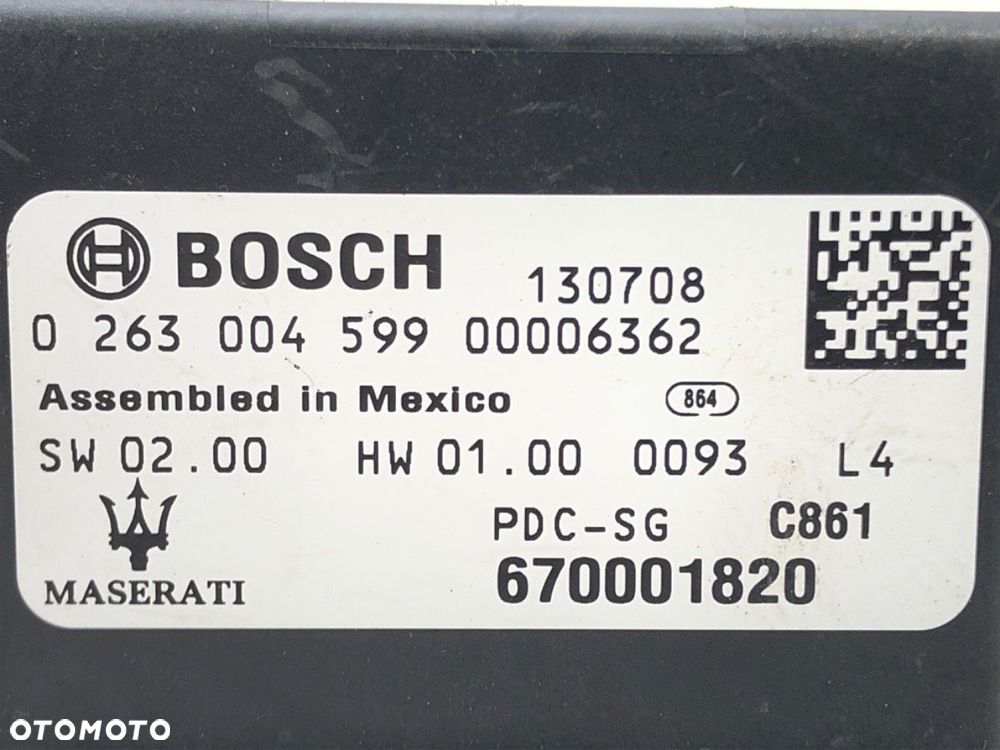 BOSCH 130708
0 263 004 599 00006362
Assembled in Mexico 864
SW 02.00 HW 01.00 0093 L4
PDC-SG C861
MASERATI 670001820
OTOMOTO